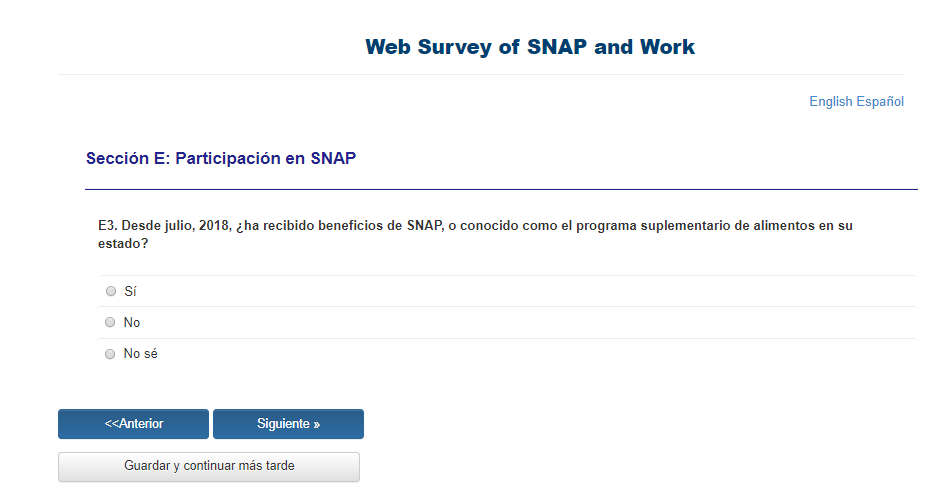 Web Survey of SNAP and Work
English Español
Sección E: Participación en SNAP
E3. Desde julio, 2018, ¿ha recibido beneficios de SNAP, o conocido como el programa suplementario de alimentos en su
estado?
Sí
No
No sé
<<Anterior
Siguiente »
Guardar y continuar más tarde